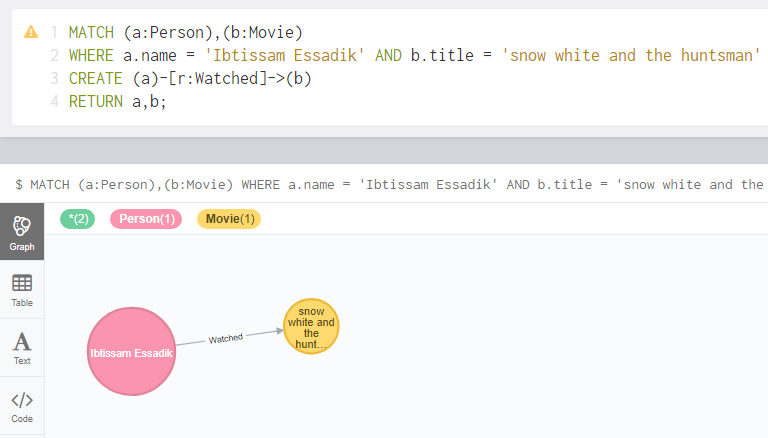 1 MATCH (a:Person),(b:Movie)
2 WHERE a.name = 'Ibtissam Essadik' AND b.title = 'snow white and the huntsman'
3 CREATE (a)-[r:Watched]->(b)
4 RETURN a,b;
$ MATCH (a:Person),(b:Movie) WHERE a.name = 'Ibtissam Essadik' AND b.title = 'snow white and the
*(2) Person(1) Movie(1)
Graph
Table
A
Text
</>
Code
Ibtissam Essadik
Watched
snow
white and
the
hunt...